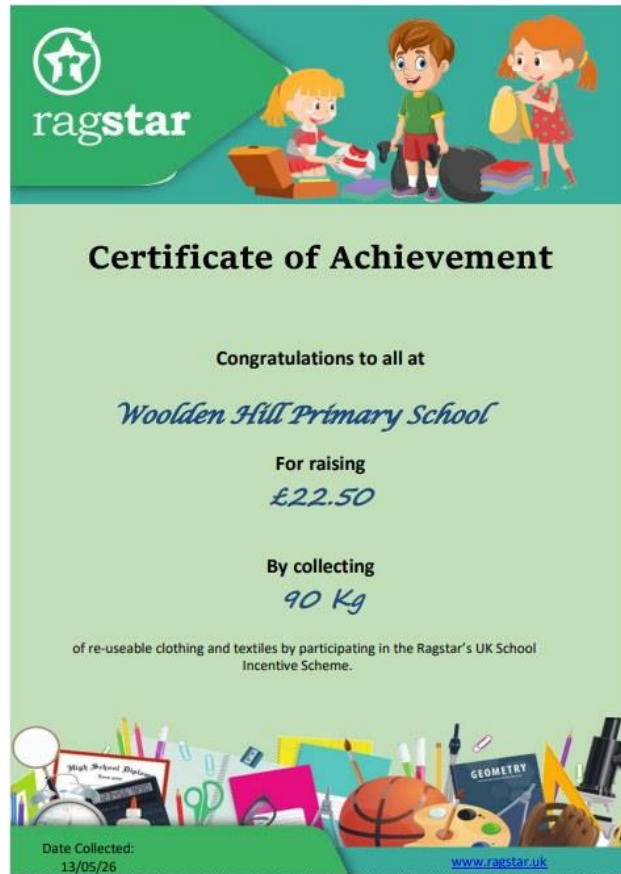 ragstar
Certificate of Achievement
Congratulations to all at
Woolden Hill Primary School
For raising
£22.50
By collecting
90 Kg
of re-useable clothing and textiles by participating in the Ragstar's UK School
Incentive Scheme.
High School Diploma
GEOMETRY
Date Collected:
13/05/26
www.ragstar.uk